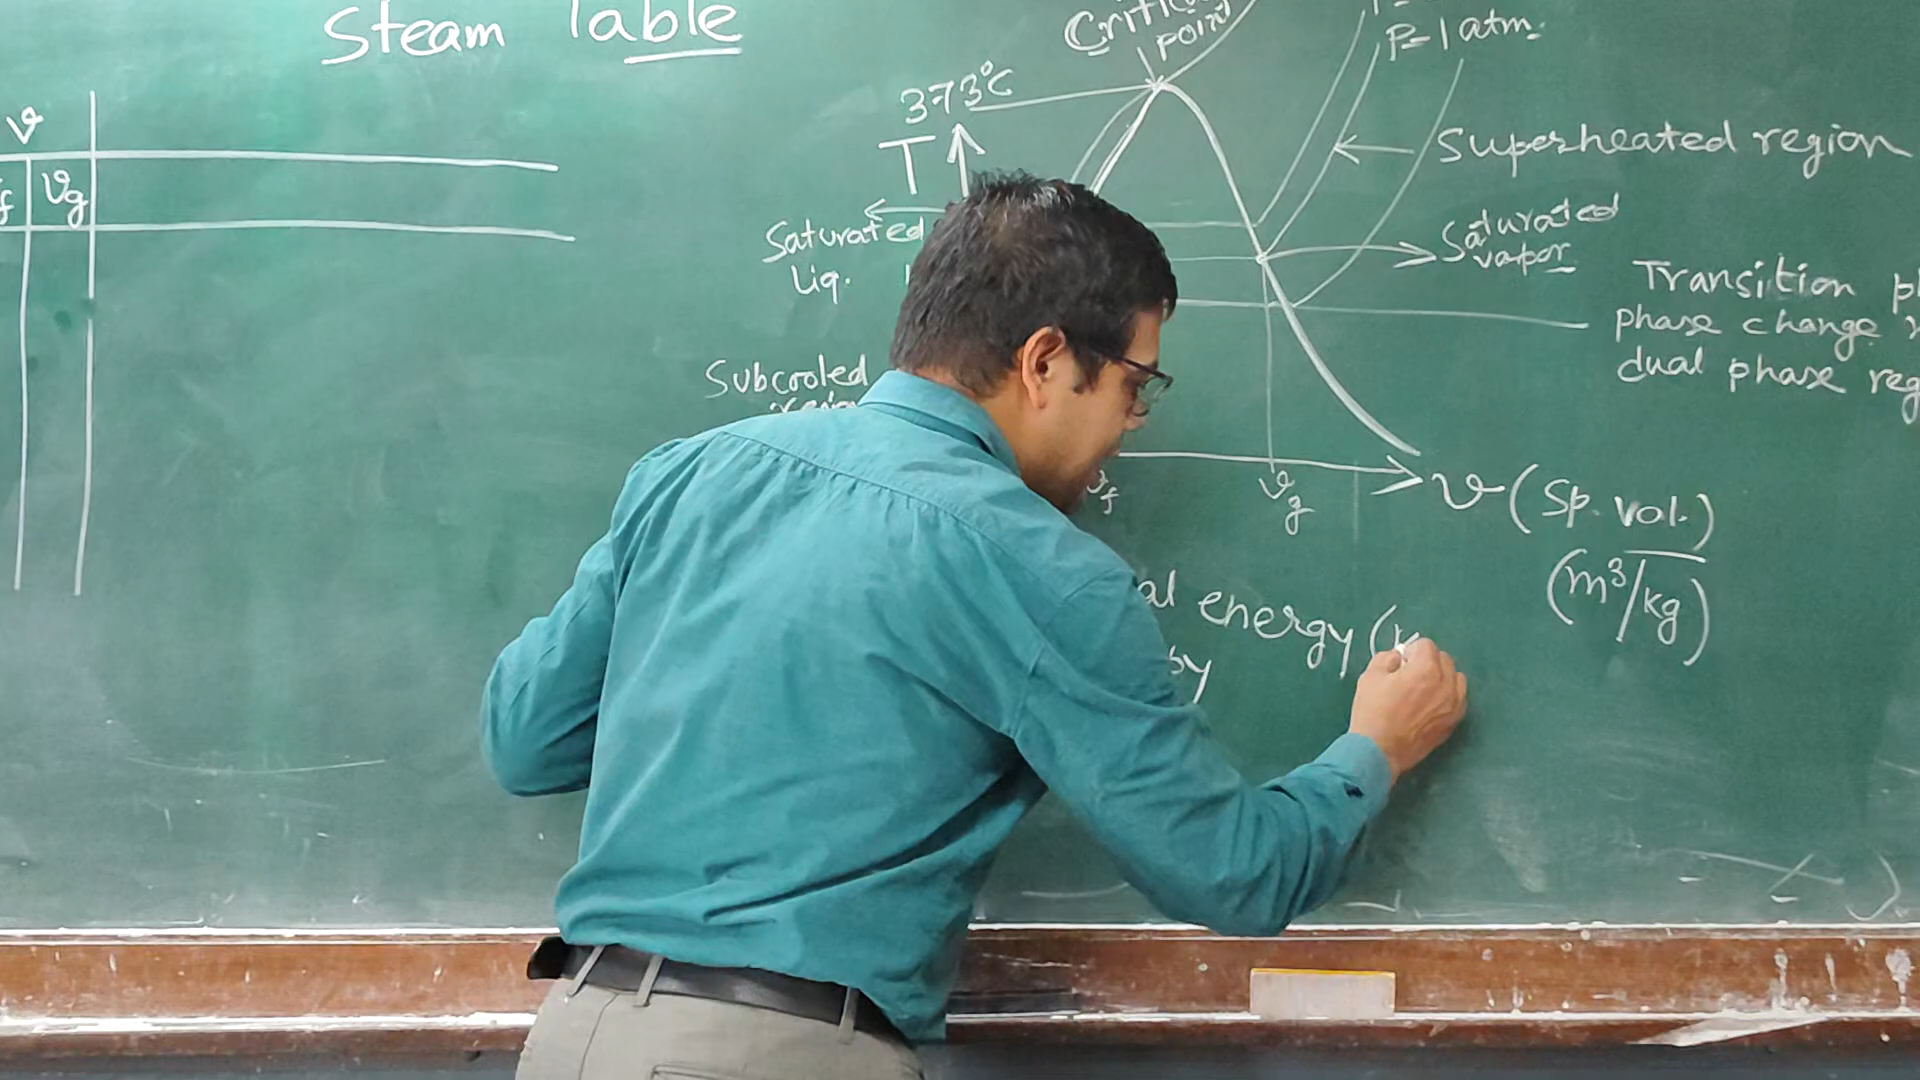 Steam Table
v
f
vg
Critical
point
P=1 atm.
373°C
T
Superheated region
Saturated
vapor
Saturated
Liq.
Transition
phase change
dual phase
Subcooled
region
f
vg
v (Sp. vol.)
(m³/kg)
energy (